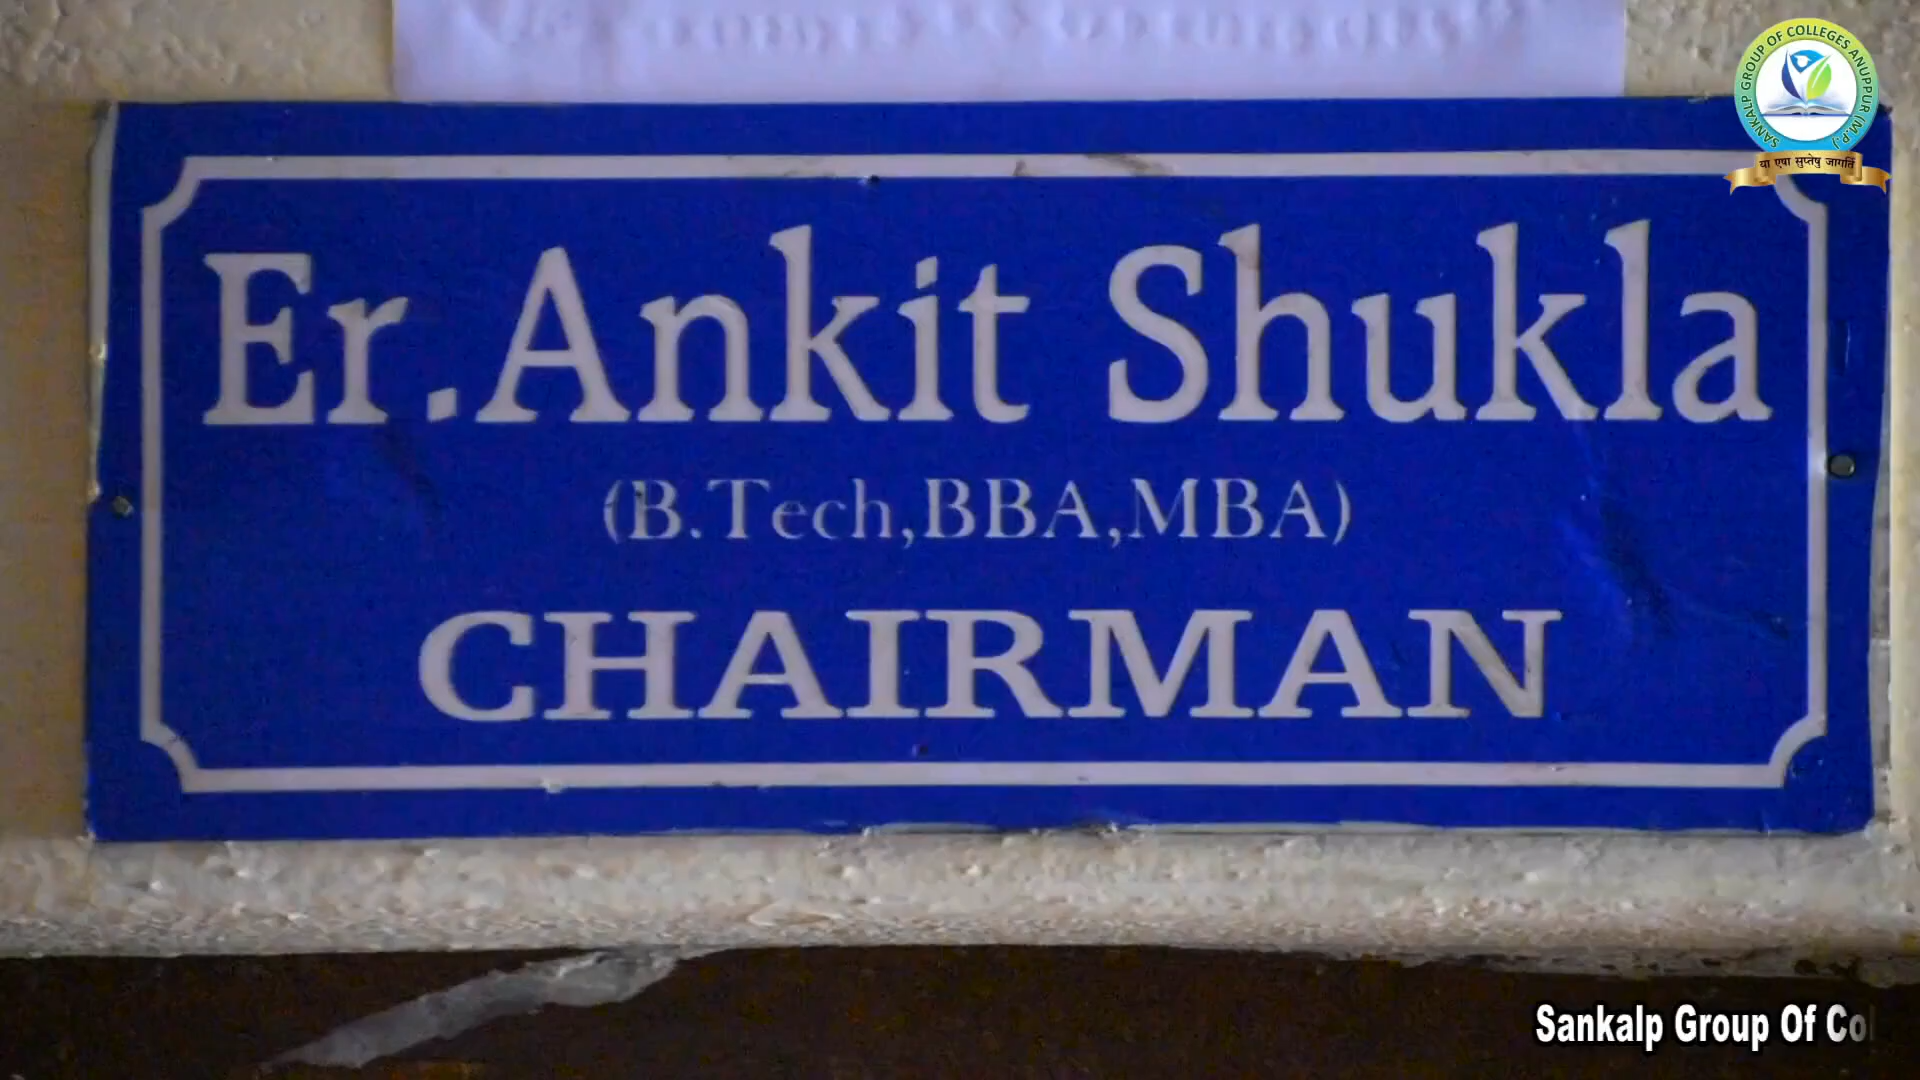 SANKALP GROUP OF COLLEGES ANUPPUR (M.P.)
या एषा सुप्तेषु जागर्ति
Er.Ankit Shukla
(B.Tech,BBA,MBA)
CHAIRMAN
Sankalp Group Of Co